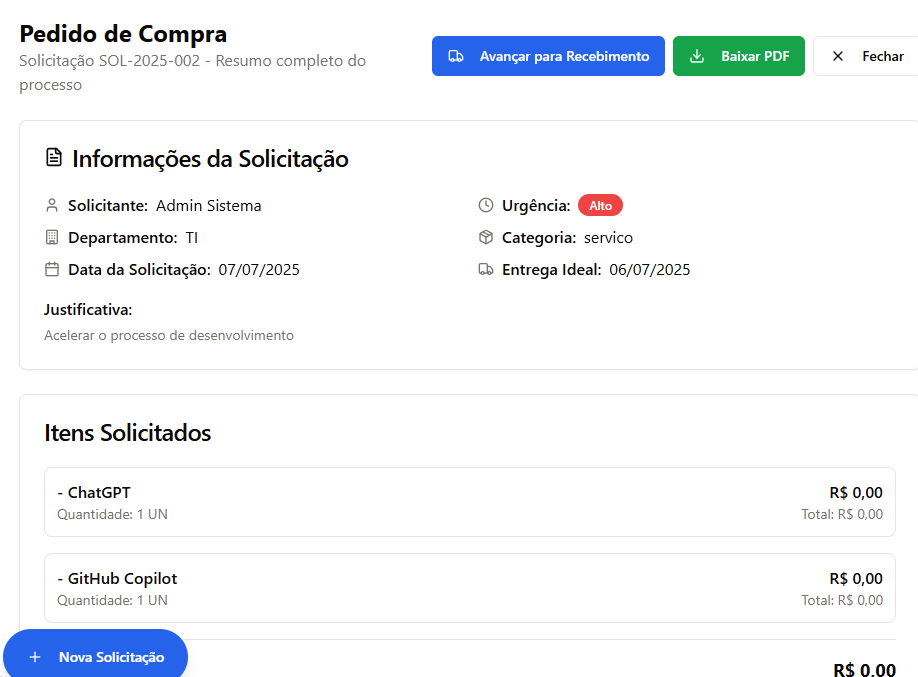 Pedido de Compra
Solicitação SOL-2025-002 - Resumo completo do
processo
Avançar para Recebimento
Baixar PDF
Fechar
Informações da Solicitação
Solicitante: Admin Sistema
Urgência: Alto
Departamento: TI
Categoria: servico
Data da Solicitação: 07/07/2025
Entrega Ideal: 06/07/2025
Justificativa:
Acelerar o processo de desenvolvimento
Itens Solicitados
- ChatGPT
R$ 0,00
Quantidade: 1 UN
Total: R$ 0,00
- GitHub Copilot
R$ 0,00
Quantidade: 1 UN
Total: R$ 0,00
+ Nova Solicitação
R$ 0,00